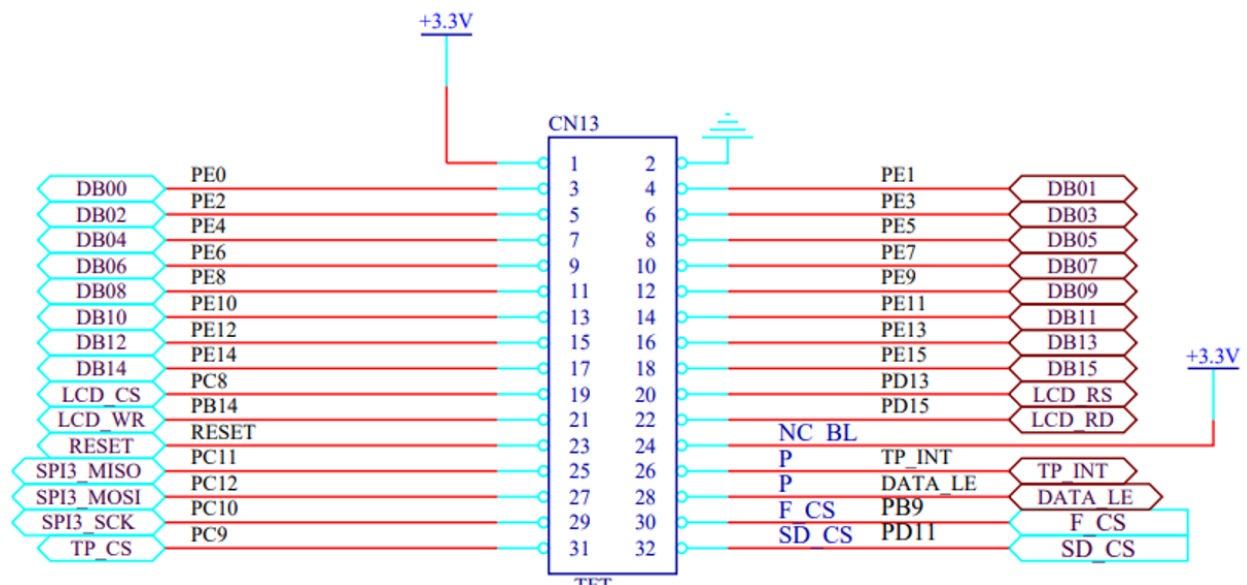 +3.3V
CN13
1 2
DB00 PE0 3 4 PE1 DB01
DB02 PE2 5 6 PE3 DB03
DB04 PE4 7 8 PE5 DB05
DB06 PE6 9 10 PE7 DB07
DB08 PE8 11 12 PE9 DB09
DB10 PE10 13 14 PE11 DB11
DB12 PE12 15 16 PE13 DB13
DB14 PE14 17 18 PE15 DB15
+3.3V
LCD_CS PC8 19 20 PD13 LCD_RS
LCD_WR PB14 21 22 PD15 LCD_RD
RESET RESET 23 24 NC_BL
SPI3_MISO PC11 25 26 P TP_INT TP_INT
SPI3_MOSI PC12 27 28 P DATA_LE DATA_LE
SPI3_SCK PC10 29 30 F_CS PB9 F_CS
TP_CS PC9 31 32 SD_CS PD11 SD_CS
TFT